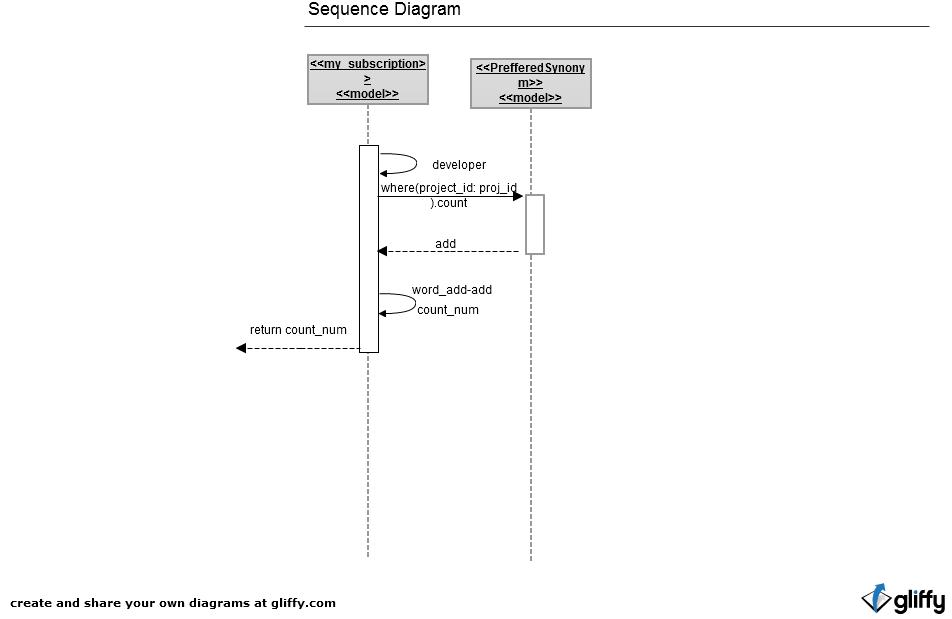 Sequence Diagram
<<my_subscription>
>
<<model>>
<<PrefferedSynony
m>>
<<model>>
developer
where(project_id: proj_id
).count
add
word_add-add
count_num
return count_num
create and share your own diagrams at gliffy.com
gliffy